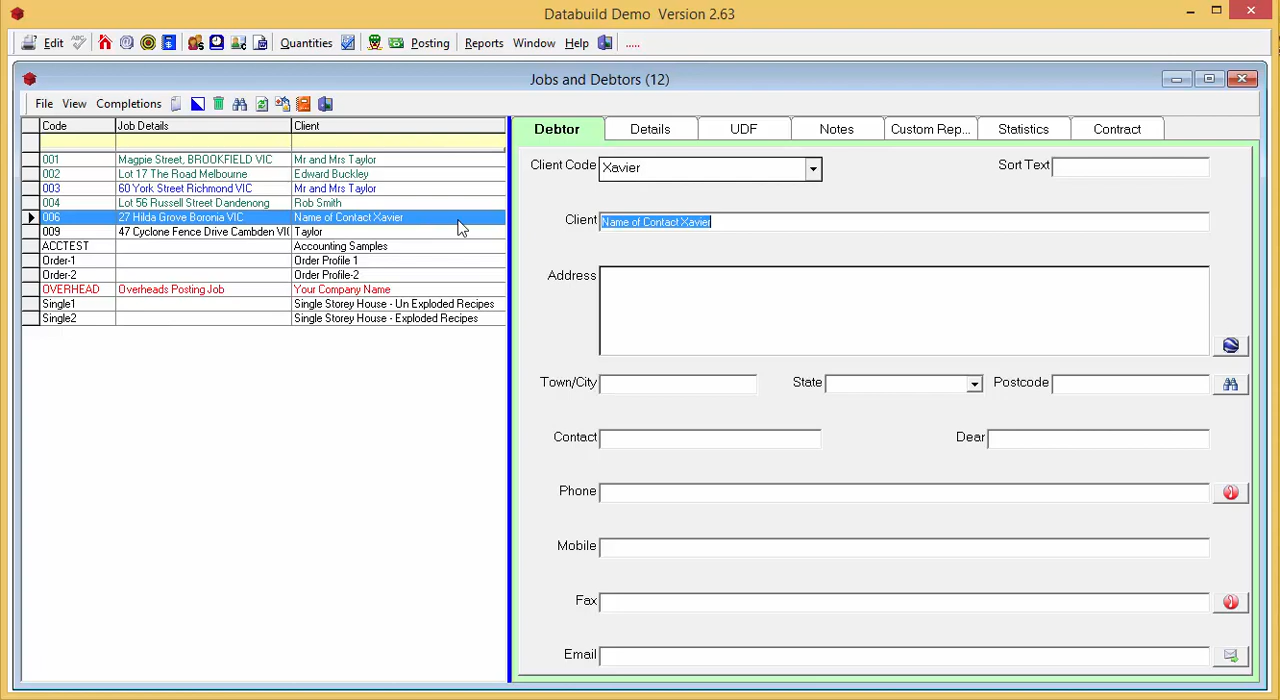 Databuild Demo Version 2.63
Edit Quantities Posting Reports Window Help .....
Jobs and Debtors (12)
File View Completions
Code Job Details Client
001 Magpie Street, BROOKFIELD VIC Mr and Mrs Taylor
002 Lot 17 The Road Melbourne Edward Buckley
003 60 York Street Richmond VIC Mr and Mrs Taylor
004 Lot 56 Russell Street Dandenong Rob Smith
006 27 Hilda Grove Boronia VIC Name of Contact Xavier
009 47 Cyclone Fence Drive Cambden VI Taylor
ACCTEST Accounting Samples
Order-1 Order Profile 1
Order-2 Order Profile-2
OVERHEAD Overheads Posting Job Your Company Name
Single1 Single Storey House - Un Exploded Recipes
Single2 Single Storey House - Exploded Recipes
Debtor Details UDF Notes Custom Rep... Statistics Contract
Client Code Xavier Sort Text
Client Name of Contact Xavier
Address
Town/City State Postcode
Contact Dear
Phone
Mobile
Fax
Email